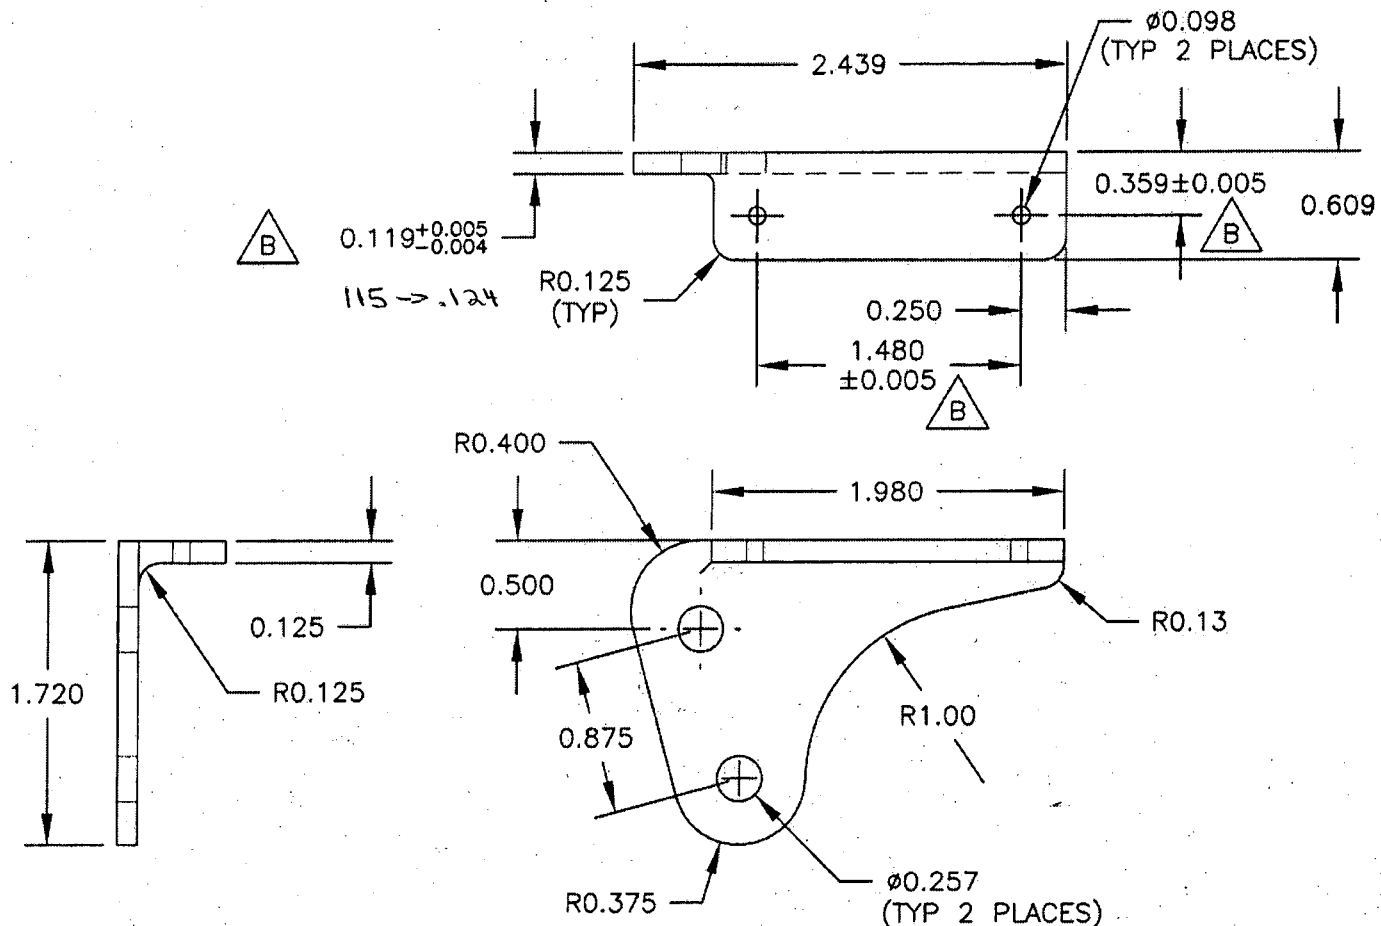 ø0.098
(TYP 2 PLACES)
2.439
0.359±0.005
0.609
B
B
0.119+0.005
-0.004
115 -> .124
R0.125
(TYP)
0.250
1.480
±0.005
B
R0.400
1.980
0.500
0.125
R0.13
1.720
R0.125
R1.00
0.875
ø0.257
(TYP 2 PLACES)
R0.375